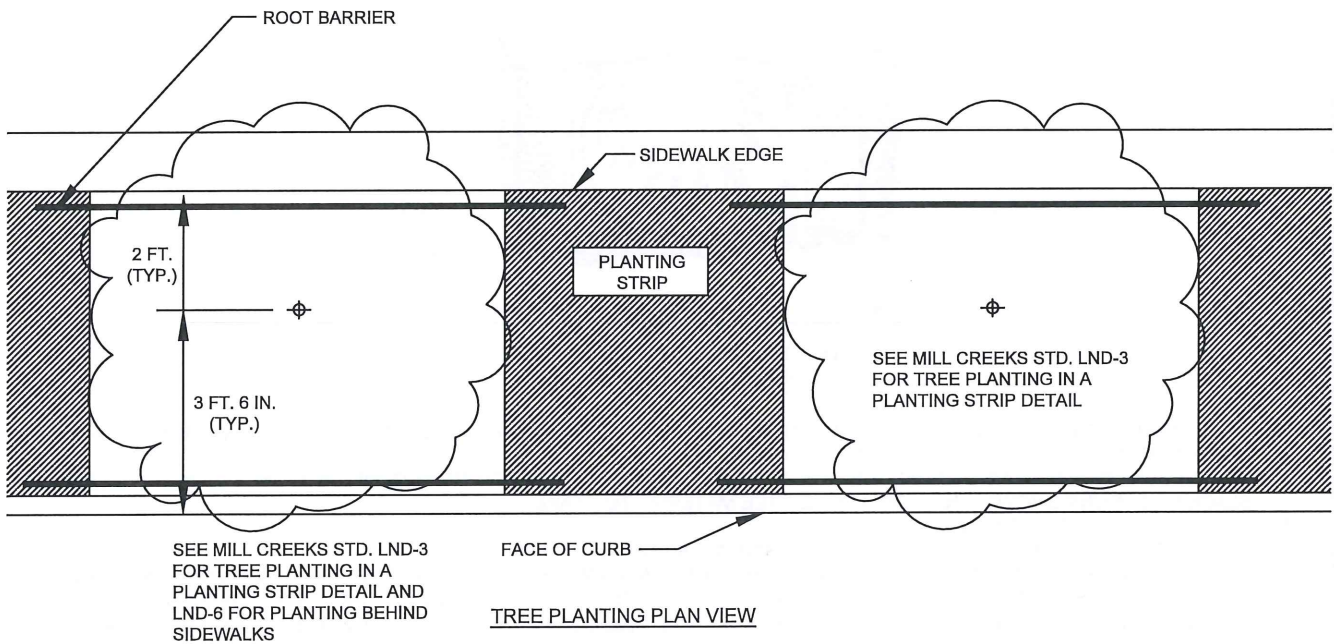 ROOT BARRIER
SIDEWALK EDGE
2 FT.
(TYP.)
PLANTING
STRIP
3 FT. 6 IN.
(TYP.)
SEE MILL CREEKS STD. LND-3
FOR TREE PLANTING IN A
PLANTING STRIP DETAIL
SEE MILL CREEKS STD. LND-3
FOR TREE PLANTING IN A
PLANTING STRIP DETAIL AND
LND-6 FOR PLANTING BEHIND
SIDEWALKS
FACE OF CURB
TREE PLANTING PLAN VIEW